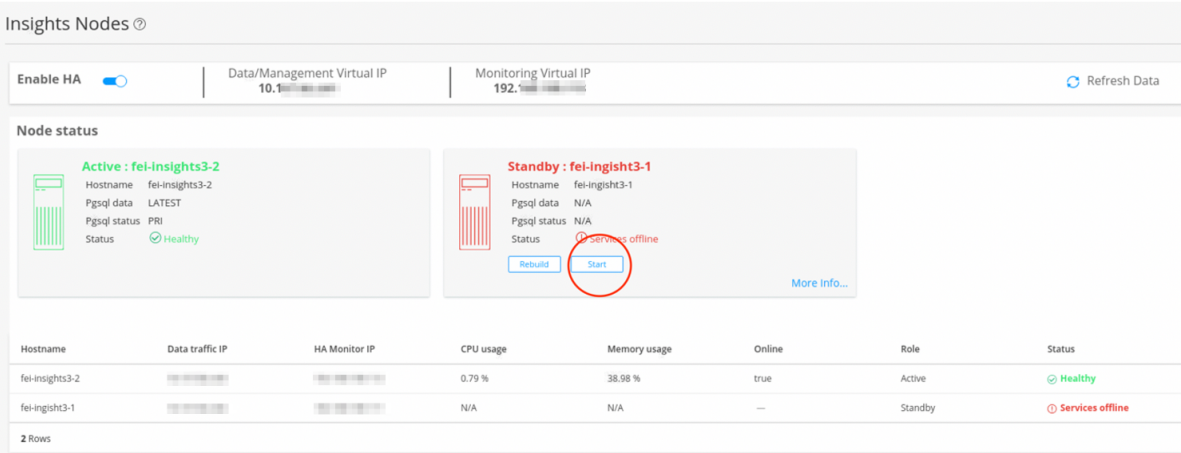 Insights Nodes
Enable HA
Data/Management Virtual IP
10.1
Monitoring Virtual IP
192.
Refresh Data
Node status
Active : fei-insights3-2
Hostname fei-insights3-2
Pgsql data LATEST
Pgsql status PRI
Status Healthy
Standby : fei-ingisht3-1
Hostname fei-ingisht3-1
Pgsql data N/A
Pgsql status N/A
Status Services offline
Rebuild Start
More Info...
Hostname Data traffic IP HA Monitor IP CPU usage Memory usage Online Role Status
fei-insights3-2 0.79 % 38.98 % true Active Healthy
fei-ingisht3-1 N/A N/A — Standby Services offline
2 Rows